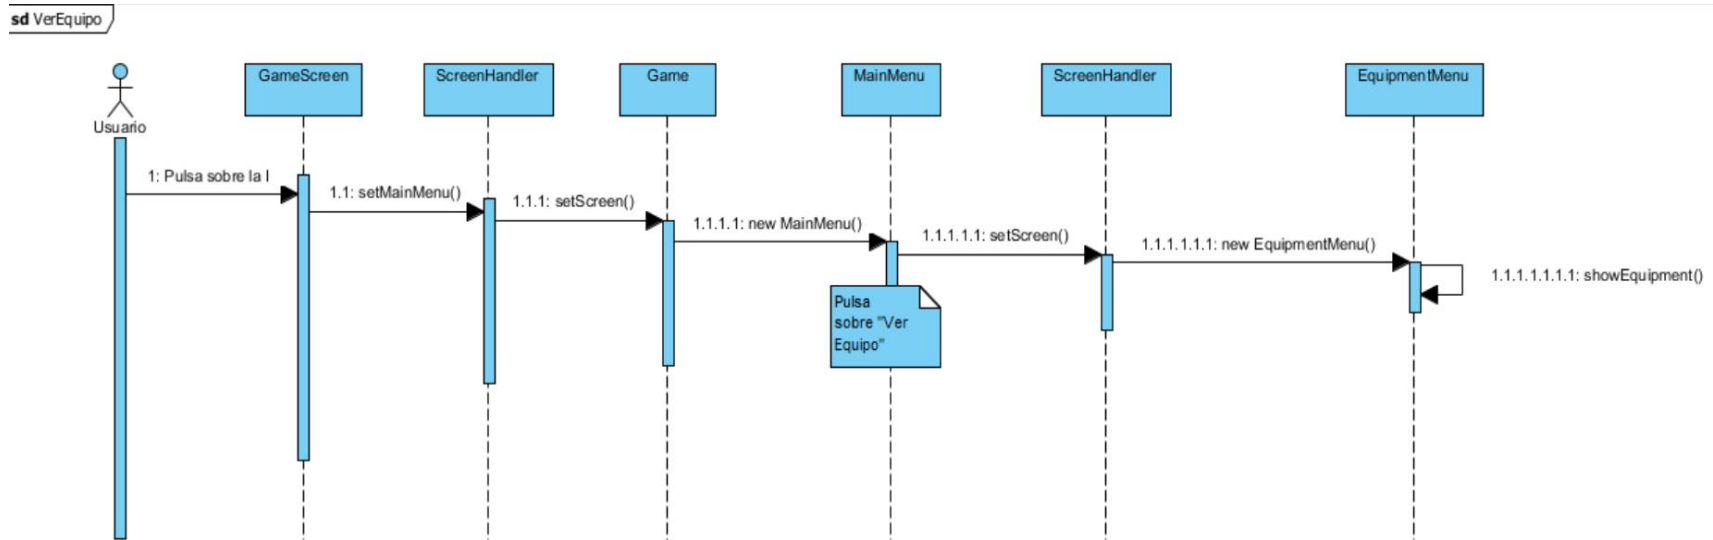 sd VerEquipo
GameScreen
ScreenHandler
Game
MainMenu
ScreenHandler
EquipmentMenu
Usuario
1: Pulsa sobre la I
1.1: setMainMenu()
1.1.1: setScreen()
1.1.1.1: new MainMenu()
1.1.1.1.1: setScreen()
1.1.1.1.1.1: new EquipmentMenu()
1.1.1.1.1.1.1: showEquipment()
Pulsa
sobre "Ver
Equipo"